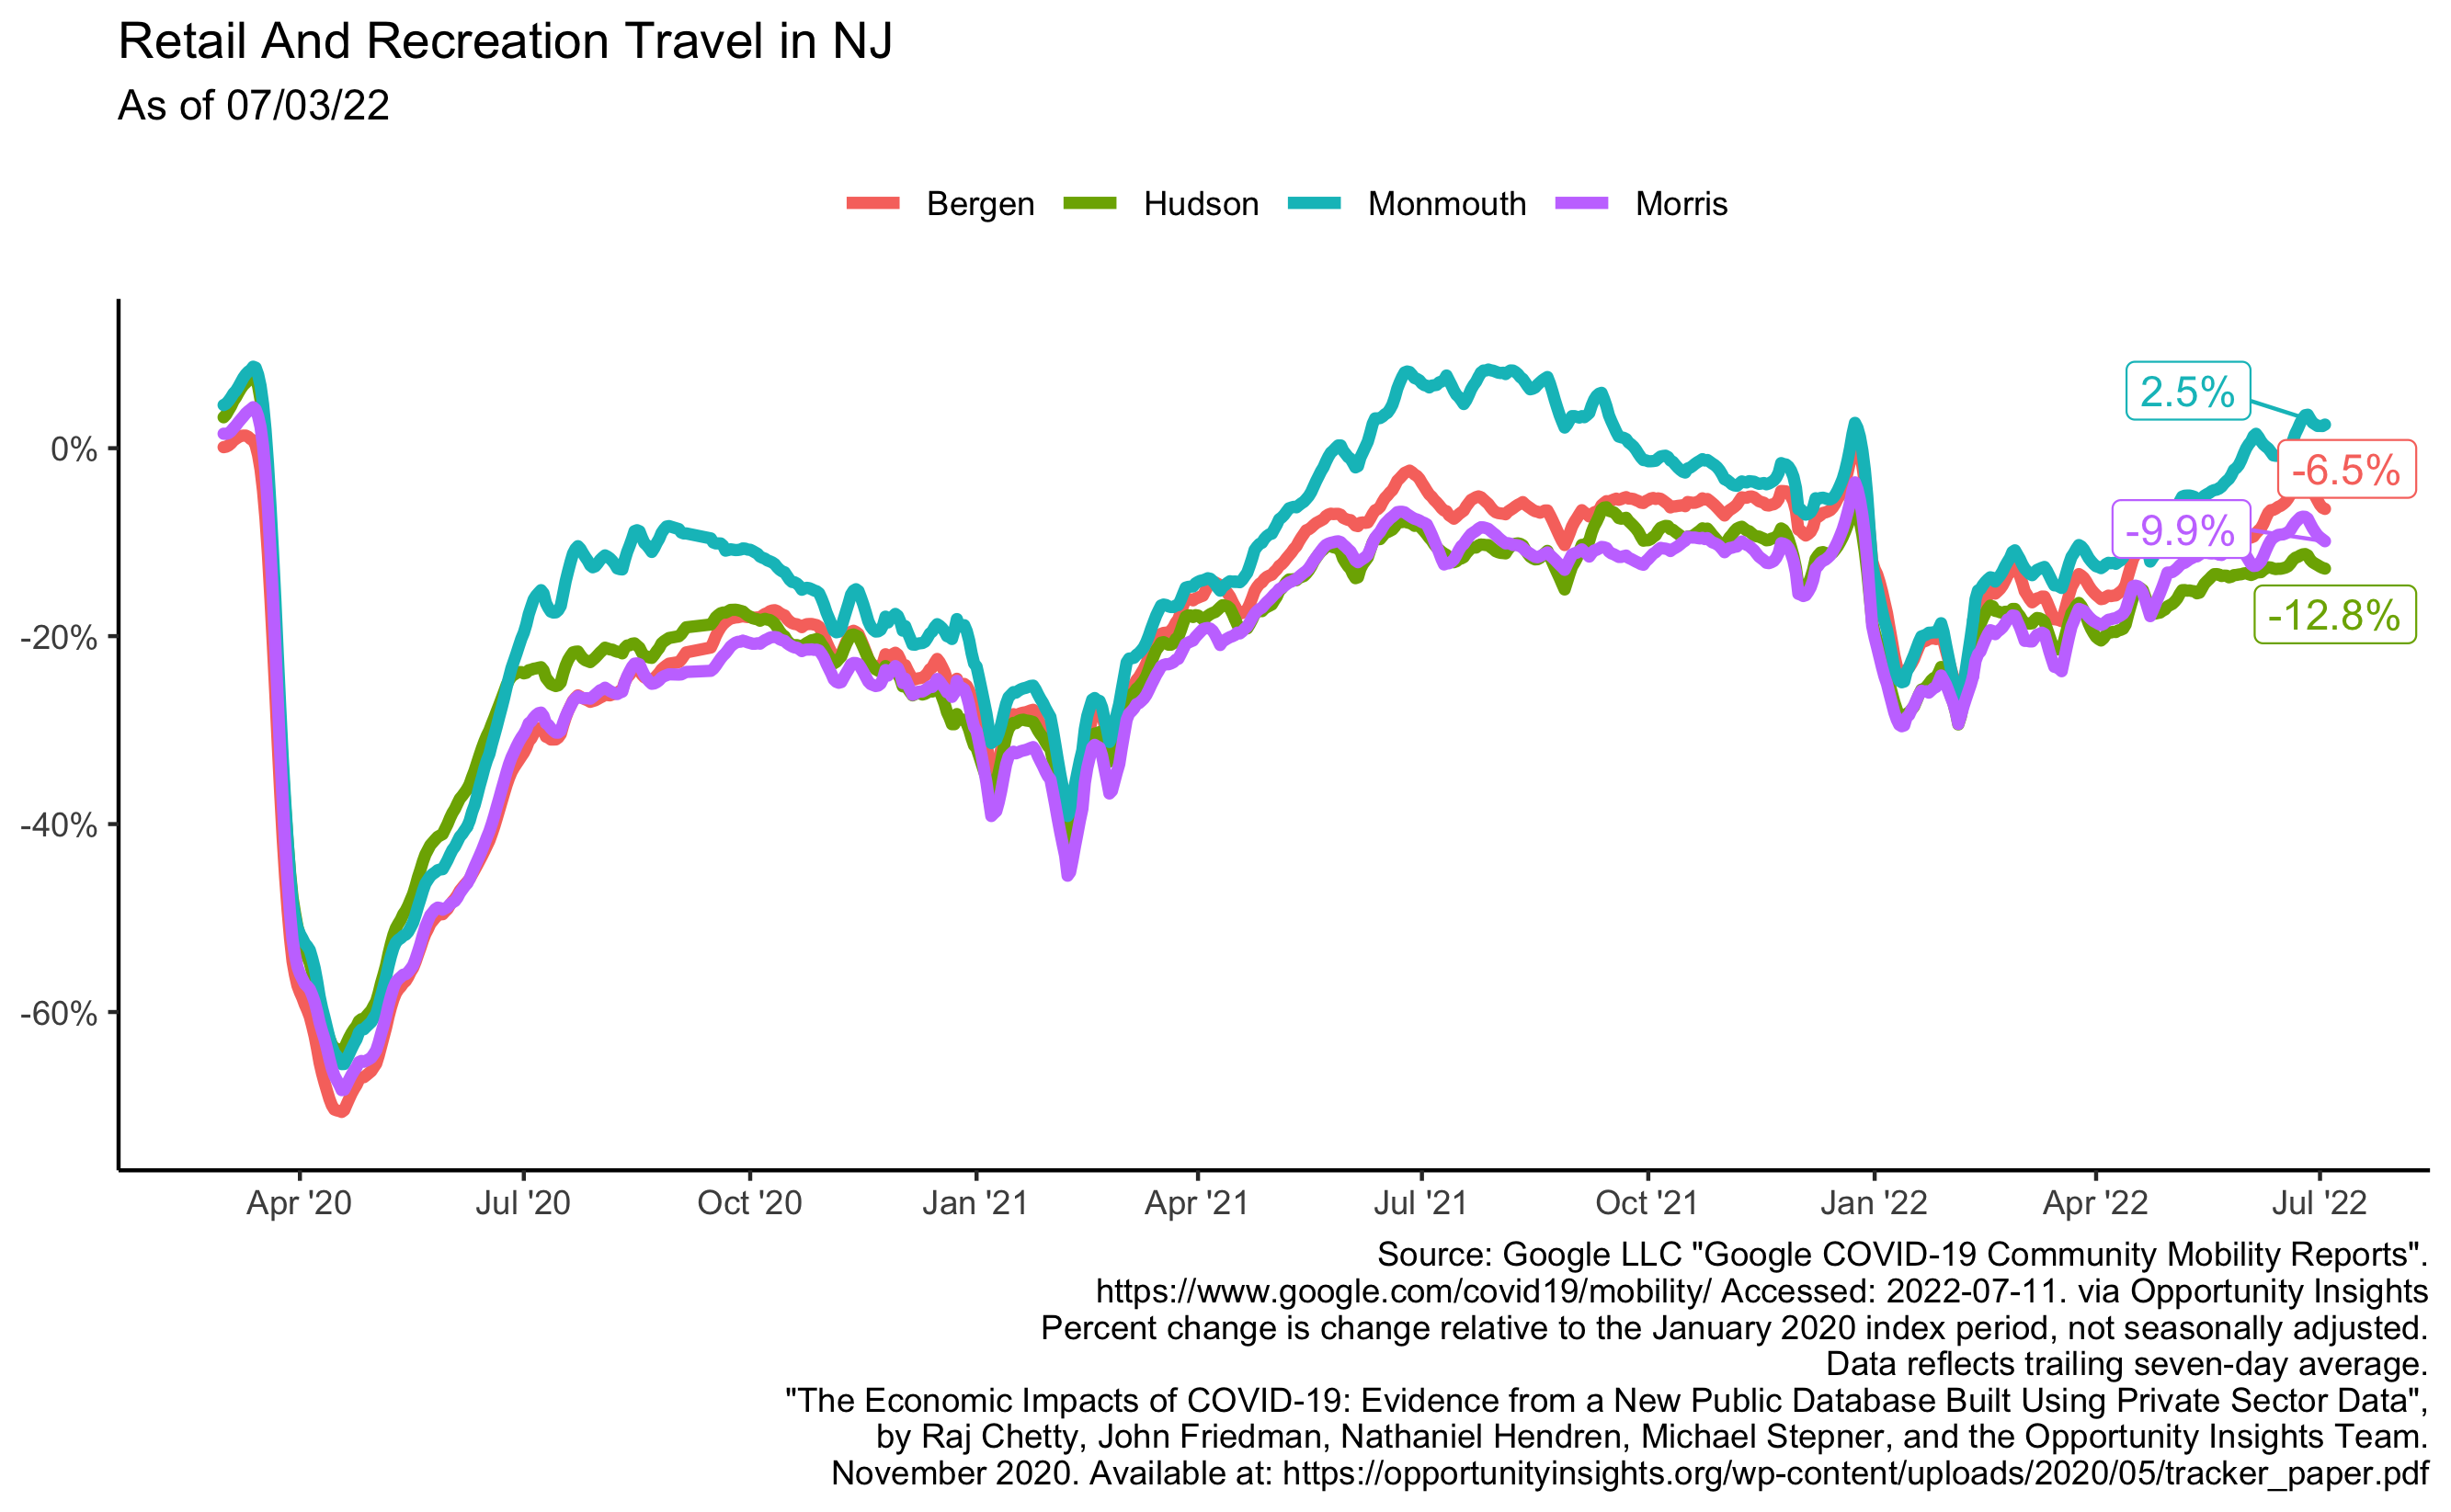 Retail And Recreation Travel in NJ
As of 07/03/22
Bergen Hudson Monmouth Morris
0%
-20%
-40%
-60%
2.5%
-6.5%
-9.9%
-12.8%
Apr '20 Jul '20 Oct '20 Jan '21 Apr '21 Jul '21 Oct '21 Jan '22 Apr '22 Jul '22
Source: Google LLC "Google COVID-19 Community Mobility Reports".
https://www.google.com/covid19/mobility/ Accessed: 2022-07-11. via Opportunity Insights
Percent change is change relative to the January 2020 index period, not seasonally adjusted.
Data reflects trailing seven-day average.
"The Economic Impacts of COVID-19: Evidence from a New Public Database Built Using Private Sector Data",
by Raj Chetty, John Friedman, Nathaniel Hendren, Michael Stepner, and the Opportunity Insights Team.
November 2020. Available at: https://opportunityinsights.org/wp-content/uploads/2020/05/tracker_paper.pdf